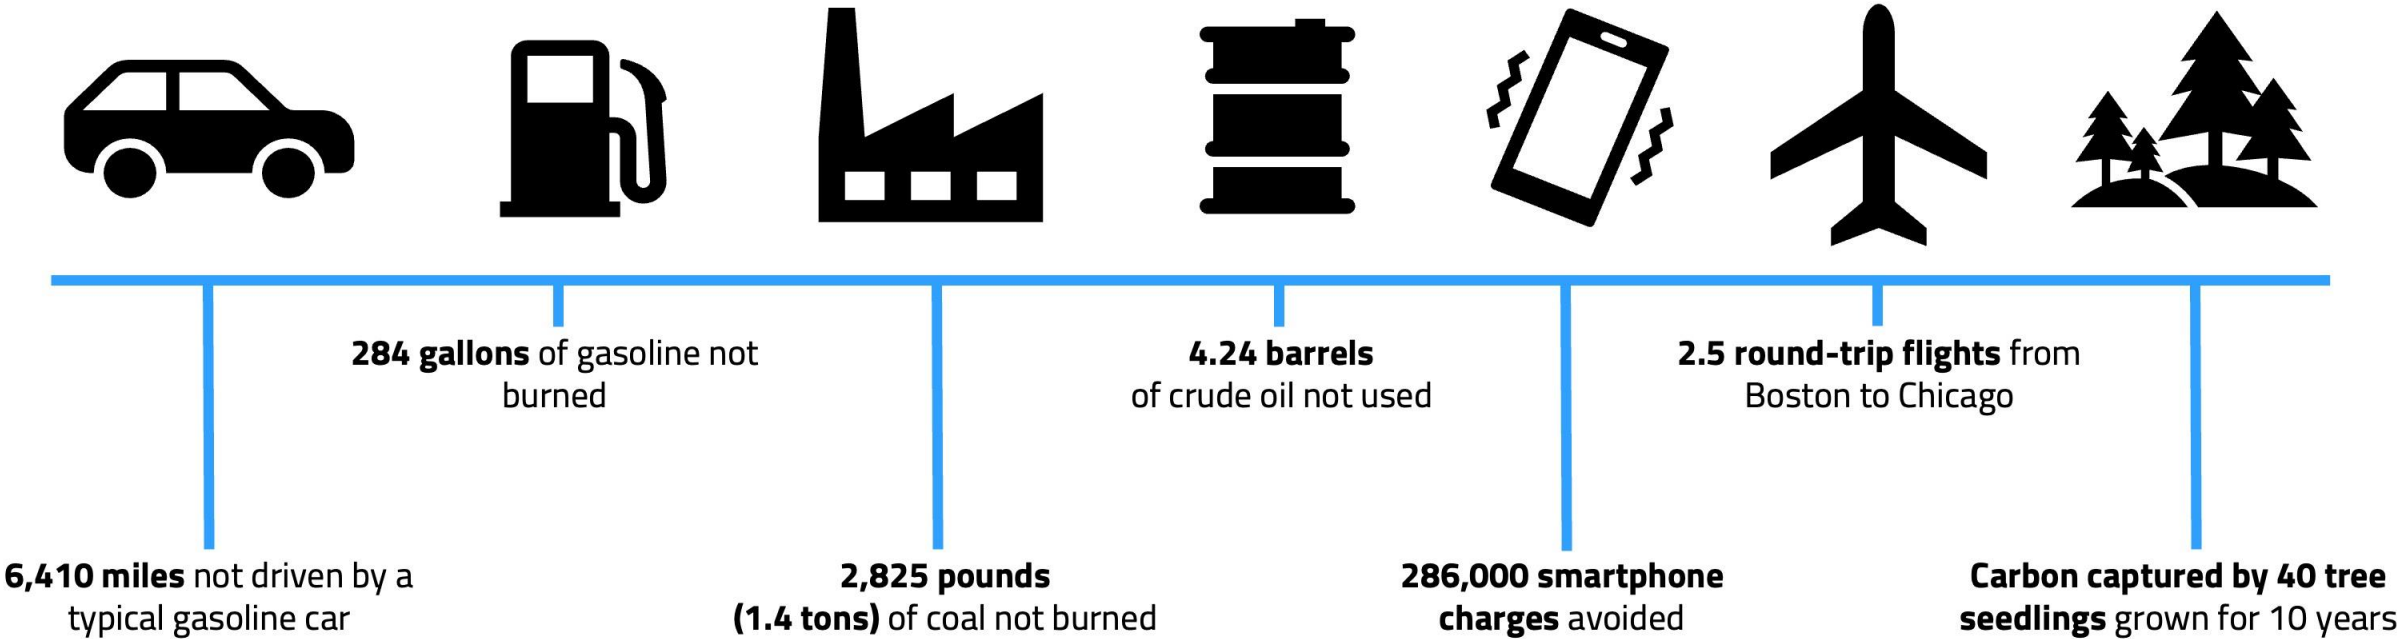 6,410 miles not driven by a
typical gasoline car
284 gallons of gasoline not
burned
2,825 pounds
(1.4 tons) of coal not burned
4.24 barrels
of crude oil not used
286,000 smartphone
charges avoided
2.5 round-trip flights from
Boston to Chicago
Carbon captured by 40 tree
seedlings grown for 10 years